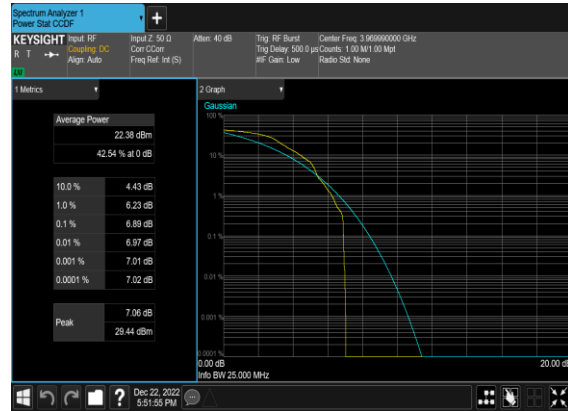 Spectrum Analyzer 1
Power Stat CCDF
KEYSIGHT
R T
LXI
Input: RF
Coupling: DC
Align: Auto
Input Z: 50 Ω
Corr CCorr
Freq Ref: Int (S)
Atten: 40 dB
Trig: RF Burst
Trig Delay: 500.0 µs
#IF Gain: Low
Center Freq: 3.969990000 GHz
Counts: 1.00 M/1.00 Mpt
Radio Std: None
1 Metrics
Average Power
22.38 dBm
42.54 % at 0 dB
10.0 % 4.43 dB
1.0 % 6.23 dB
0.1 % 6.89 dB
0.01 % 6.97 dB
0.001 % 7.01 dB
0.0001 % 7.02 dB
Peak
7.06 dB
29.44 dBm
2 Graph
Gaussian
100 %
10 %
1 %
0.1 %
0.01 %
0.001 %
0.0001 %
0.00 dB
20.00 dB
Info BW 25.000 MHz
?
Dec 22, 2022
5:51:55 PM